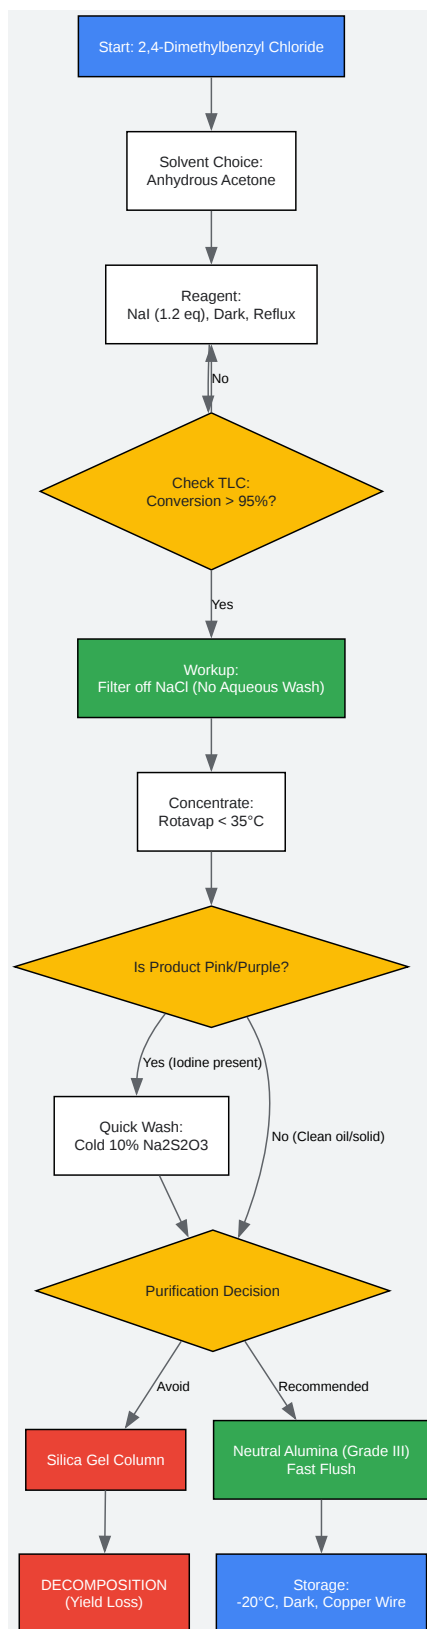 Start: 2,4-Dimethylbenzyl Chloride
Solvent Choice:
Anhydrous Acetone
Reagent:
NaI (1.2 eq), Dark, Reflux
No
Check TLC:
Conversion > 95%?
Yes
Workup:
Filter off NaCl (No Aqueous Wash)
Concentrate:
Rotavap < 35°C
Is Product Pink/Purple?
Yes (Iodine present)
Quick Wash:
Cold 10% Na2S2O3
No (Clean oil/solid)
Purification Decision
Avoid
Recommended
Silica Gel Column
Neutral Alumina (Grade III)
Fast Flush
DECOMPOSITION
(Yield Loss)
Storage:
-20°C, Dark, Copper Wire